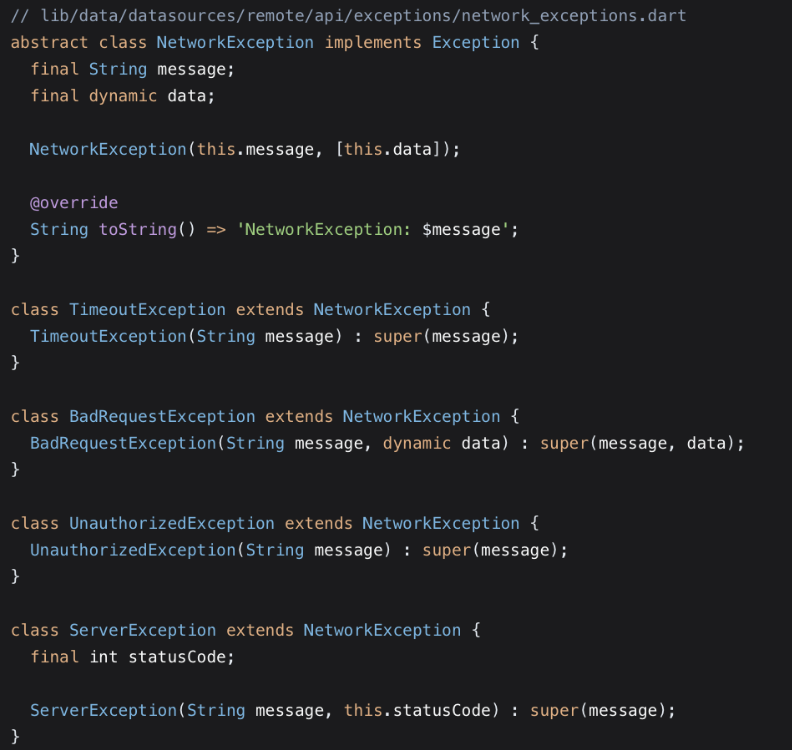 // lib/data/datasources/remote/api/exceptions/network_exceptions.dart
abstract class NetworkException implements Exception {
  final String message;
  final dynamic data;

  NetworkException(this.message, [this.data]);

  @override
  String toString() => 'NetworkException: $message';
}

class TimeoutException extends NetworkException {
  TimeoutException(String message) : super(message);
}

class BadRequestException extends NetworkException {
  BadRequestException(String message, dynamic data) : super(message, data);
}

class UnauthorizedException extends NetworkException {
  UnauthorizedException(String message) : super(message);
}

class ServerException extends NetworkException {
  final int statusCode;

  ServerException(String message, this.statusCode) : super(message);
}